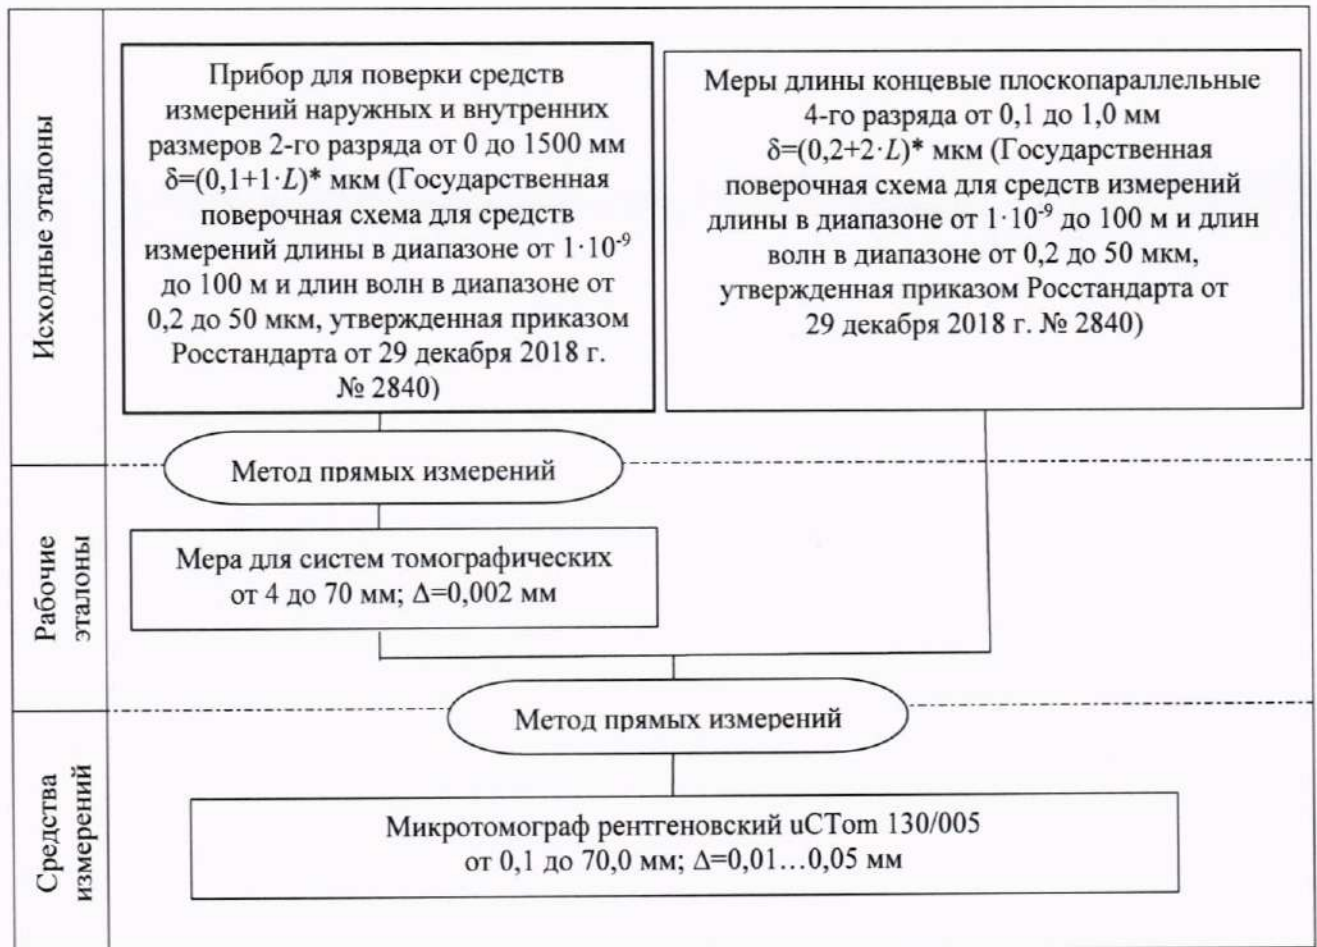 Исходные эталоны
Прибор для поверки средств
измерений наружных и внутренних
размеров 2-го разряда от 0 до 1500 мм
δ=(0,1+1·L)* мкм (Государственная
поверочная схема для средств
измерений длины в диапазоне от 1·10⁻⁹
до 100 м и длин волн в диапазоне от
0,2 до 50 мкм, утвержденная приказом
Росстандарта от 29 декабря 2018 г.
№ 2840)
Меры длины концевые плоскопараллельные
4-го разряда от 0,1 до 1,0 мм
δ=(0,2+2·L)* мкм (Государственная
поверочная схема для средств измерений
длины в диапазоне от 1·10⁻⁹ до 100 м и длин
волн в диапазоне от 0,2 до 50 мкм,
утвержденная приказом Росстандарта от
29 декабря 2018 г. № 2840)
Метод прямых измерений
Рабочие
эталоны
Мера для систем томографических
от 4 до 70 мм; Δ=0,002 мм
Метод прямых измерений
Средства
измерений
Микротомограф рентгеновский uCTom 130/005
от 0,1 до 70,0 мм; Δ=0,01…0,05 мм